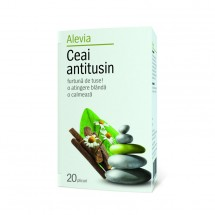 Alevia
Ceai
antitusin
furtună de tuse!
o atingere blândă
o calmează
20 plicuri